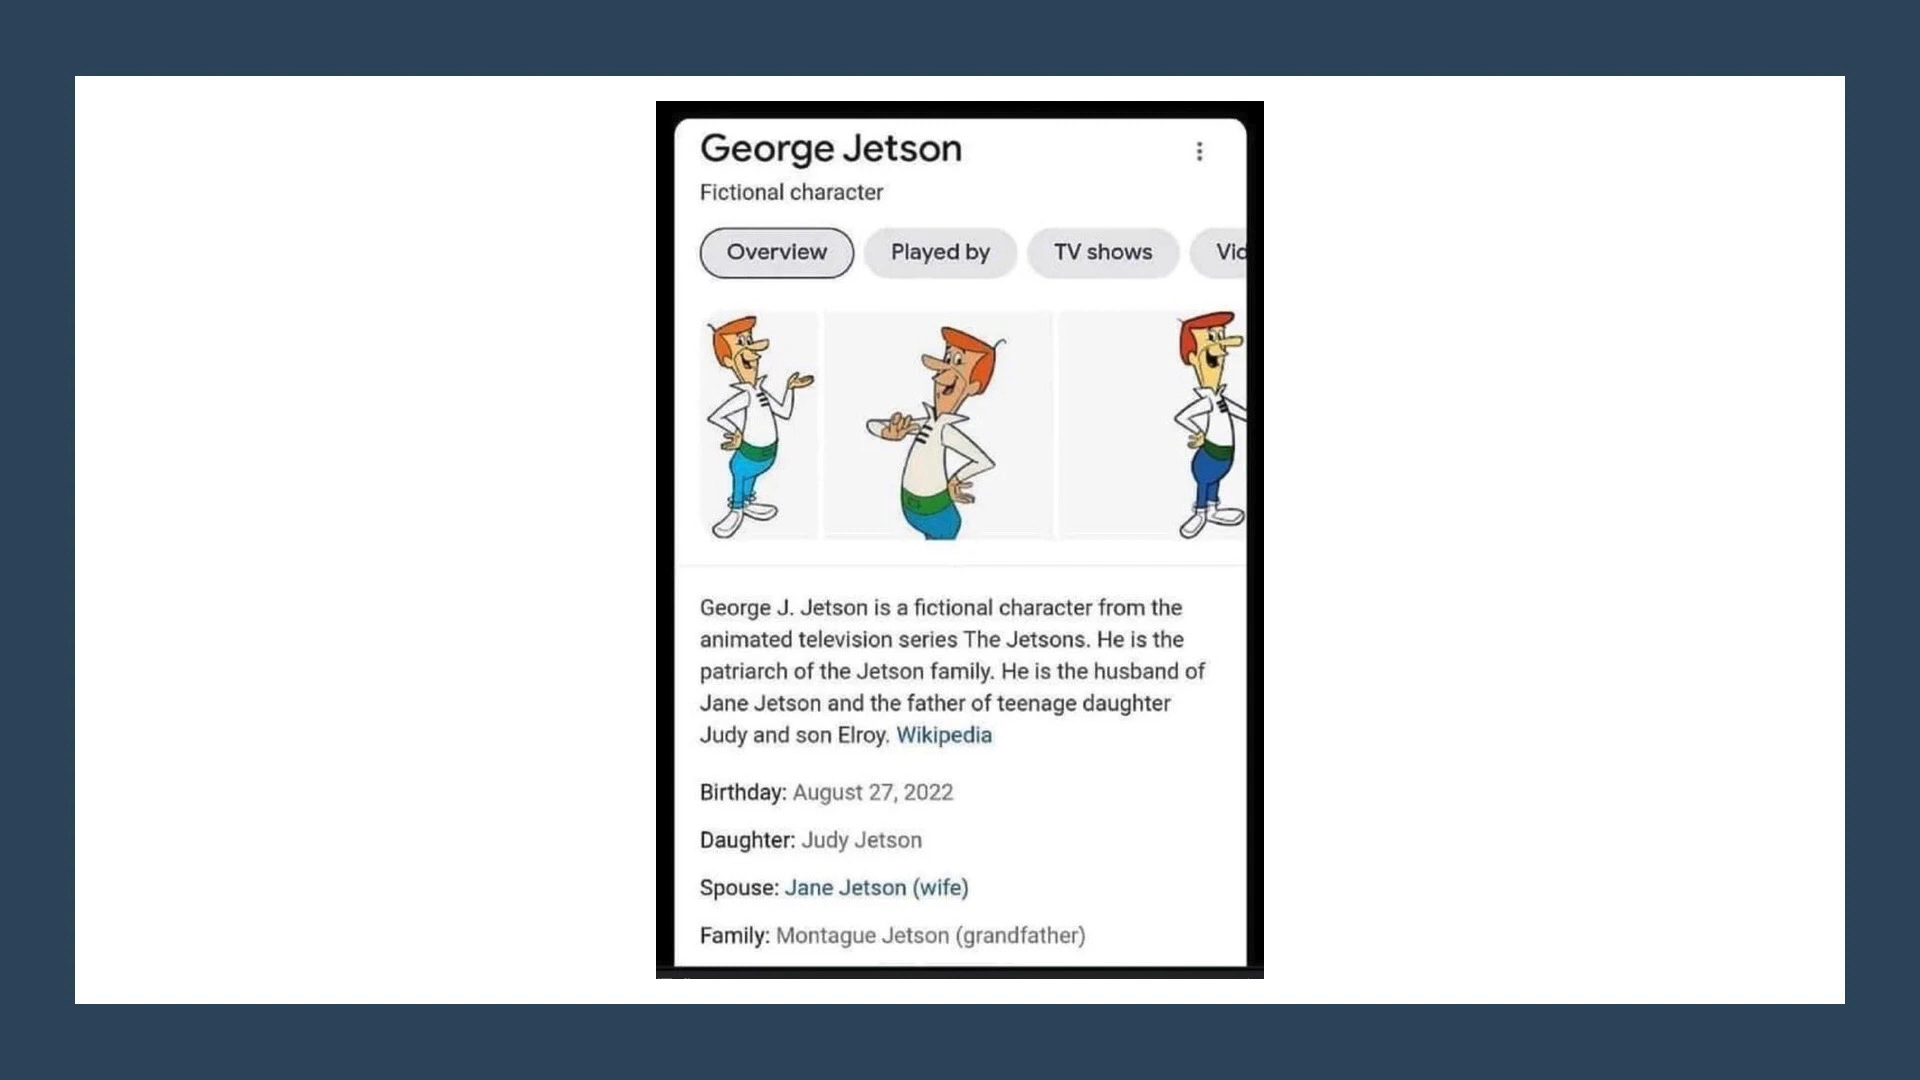 George Jetson
Fictional character
Overview
Played by
TV shows
Vid
George J. Jetson is a fictional character from the
animated television series The Jetsons. He is the
patriarch of the Jetson family. He is the husband of
Jane Jetson and the father of teenage daughter
Judy and son Elroy. Wikipedia
Birthday: August 27, 2022
Daughter: Judy Jetson
Spouse: Jane Jetson (wife)
Family: Montague Jetson (grandfather)